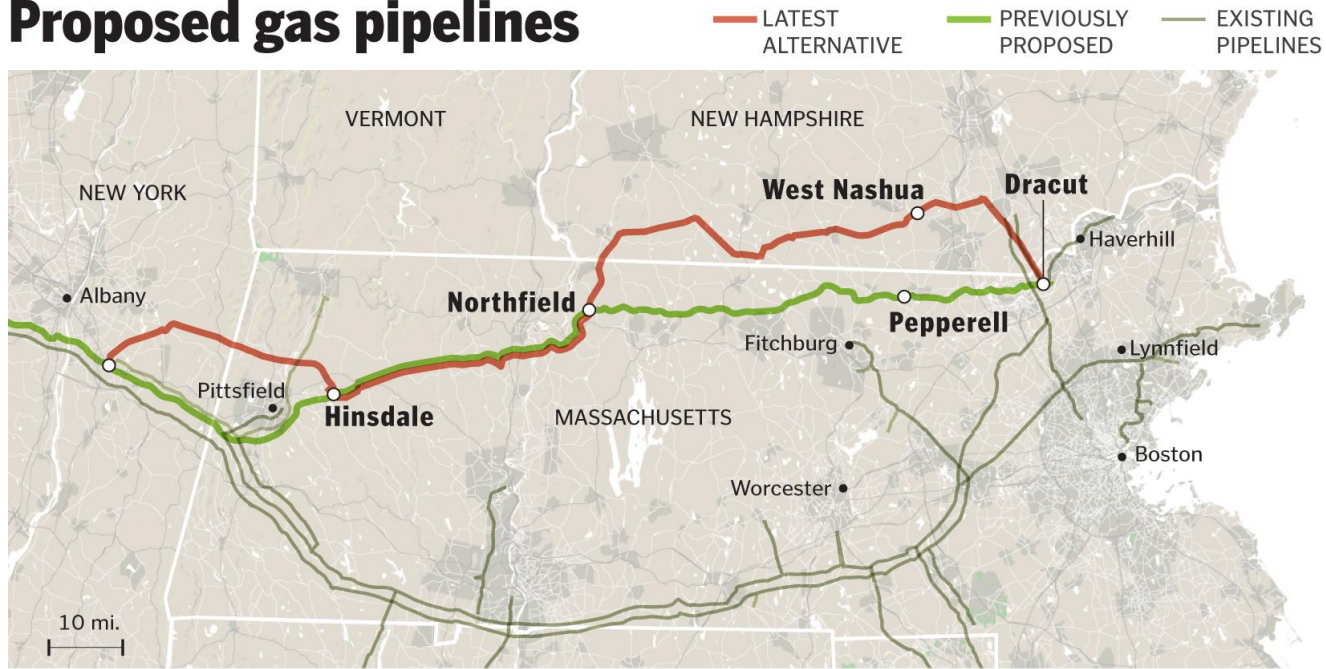 Proposed gas pipelines
LATEST
ALTERNATIVE
PREVIOUSLY
PROPOSED
EXISTING
PIPELINES
VERMONT
NEW HAMPSHIRE
NEW YORK
West Nashua
Dracut
Haverhill
Albany
Northfield
Pepperell
Fitchburg
Lynnfield
Pittsfield
Hinsdale
MASSACHUSETTS
Boston
Worcester
10 mi.